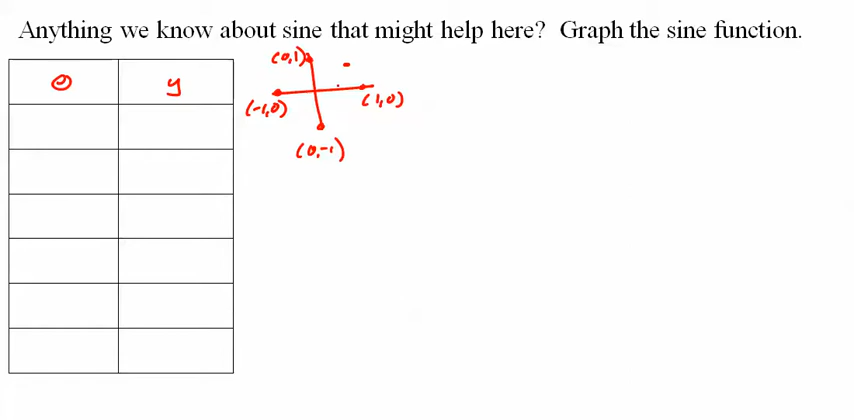 Anything we know about sine that might help here? Graph the sine function.
(0,1)
θ y
(-1,0) (1,0)
(0,-1)